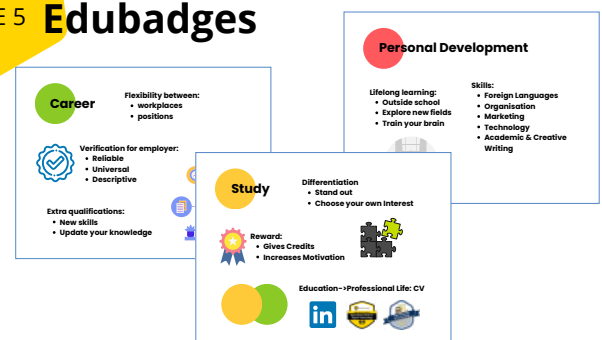 E 5 Edubadges
Career
Flexibility between:
• workplaces
• positions
Verification for employer:
• Reliable
• Universal
• Descriptive
Extra qualifications:
• New skills
• Update your knowledge
Study
Differentiation
• Stand out
• Choose your own Interest
Reward:
• Gives Credits
• Increases Motivation
Education->Professional Life: CV
in
Personal Development
Lifelong learning:
• Outside school
• Explore new fields
• Train your brain
Skills:
• Foreign Languages
• Organisation
• Marketing
• Technology
• Academic & Creative
Writing